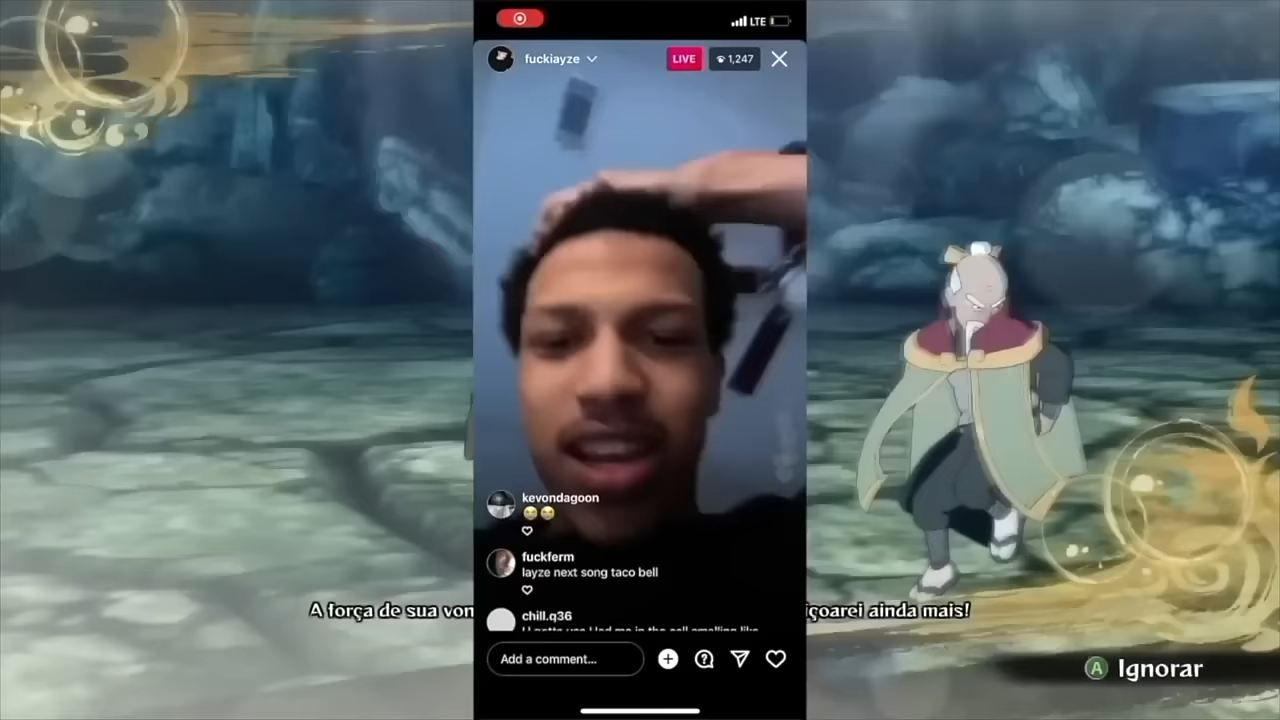 LTE
fuckiayze
LIVE
1,247
kevondagoon
😭😭
fuckferm
layze next song taco bell
chill.q36
A força de sua von
içoarei ainda mais!
Add a comment...
A Ignorar